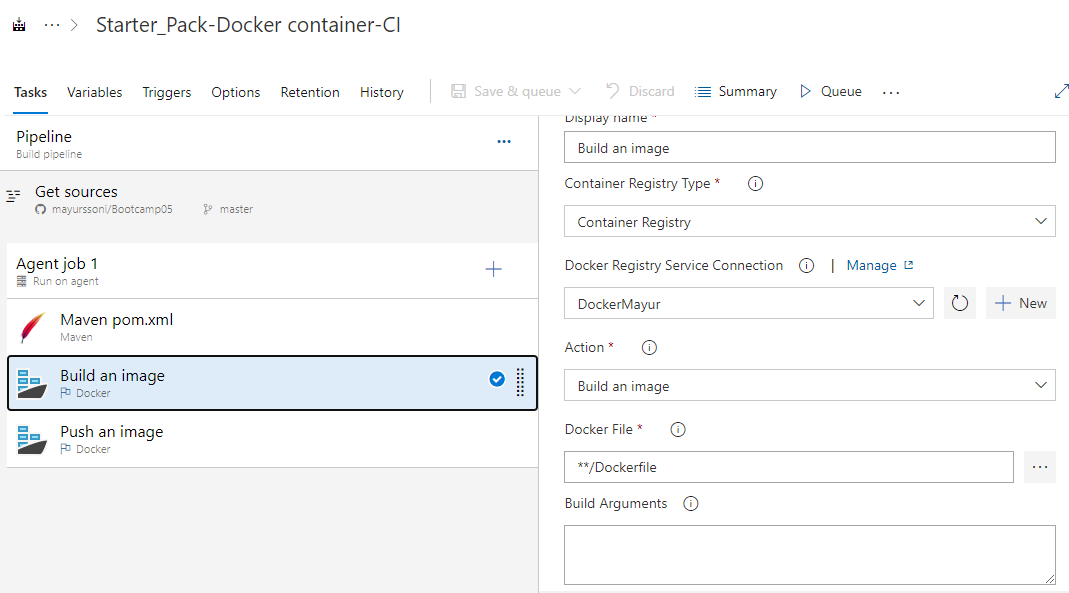 ··· > Starter_Pack-Docker container-CI
Tasks Variables Triggers Options Retention History Save & queue Discard Summary Queue ...
Pipeline
Build pipeline
Get sources
mayurssoni/Bootcamp05 master
Agent job 1
Run on agent
Maven pom.xml
Maven
Build an image
Docker
Push an image
Docker
Display name *
Build an image
Container Registry Type *
Container Registry
Docker Registry Service Connection | Manage
DockerMayur
New
Action *
Build an image
Docker File *
**/Dockerfile
Build Arguments